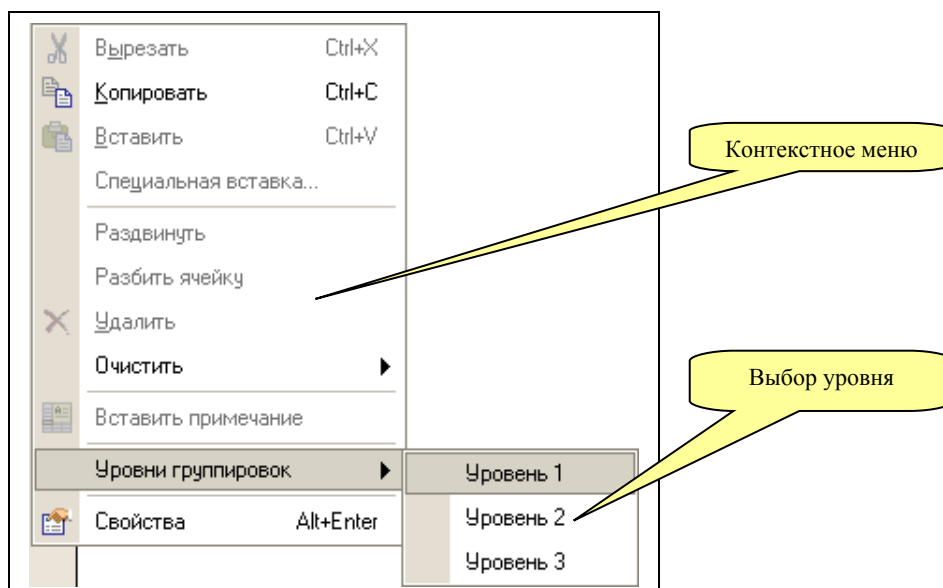 Вырезать Ctrl+X
Копировать Ctrl+C
Вставить Ctrl+V
Специальная вставка...
Раздвинуть
Разбить ячейку
Удалить
Очистить
Вставить примечание
Уровни группировок
Свойства Alt+Enter
Уровень 1
Уровень 2
Уровень 3
Контекстное меню
Выбор уровня